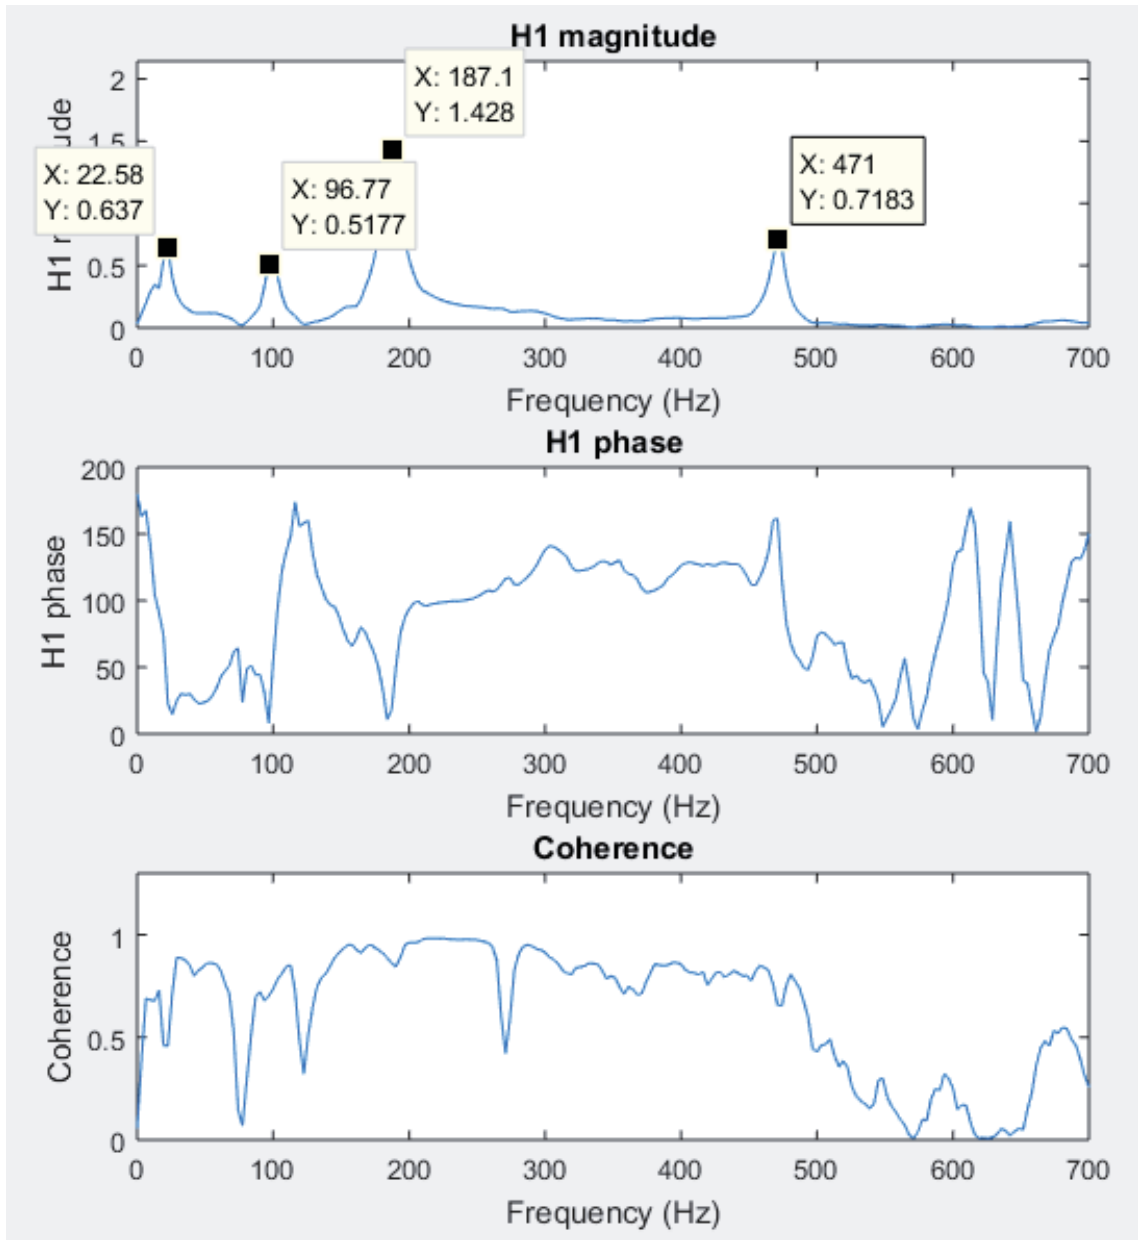 H1 magnitude
X: 187.1
Y: 1.428
X: 22.58
Y: 0.637
X: 96.77
Y: 0.5177
X: 471
Y: 0.7183
2
1.5
0.5
0
0 100 200 300 400 500 600 700
Frequency (Hz)
H1 phase
H1 phase
200
150
100
50
0
0 100 200 300 400 500 600 700
Frequency (Hz)
Coherence
Coherence
1
0.5
0
0 100 200 300 400 500 600 700
Frequency (Hz)